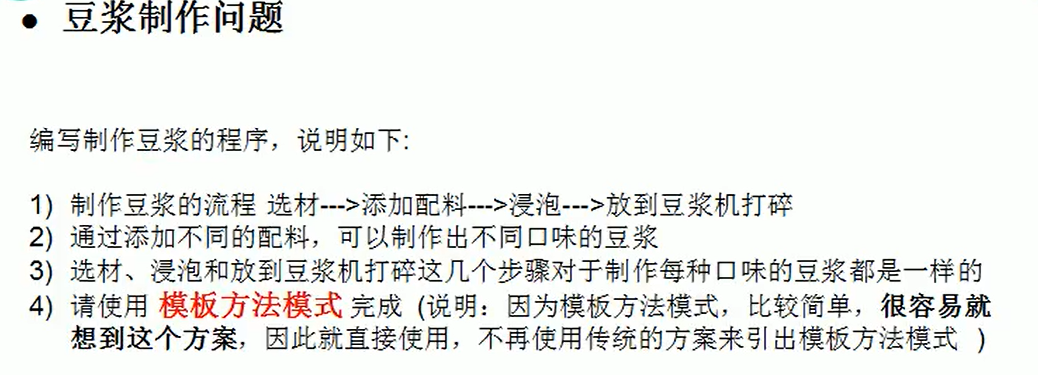 ● 豆浆制作问题
编写制作豆浆的程序，说明如下:
1) 制作豆浆的流程 选材--->添加配料--->浸泡--->放到豆浆机打碎
2) 通过添加不同的配料，可以制作出不同口味的豆浆
3) 选材、浸泡和放到豆浆机打碎这几个步骤对于制作每种口味的豆浆都是一样的
4) 请使用 模板方法模式 完成 (说明：因为模板方法模式，比较简单，很容易就
想到这个方案，因此就直接使用，不再使用传统的方案来引出模板方法模式 )